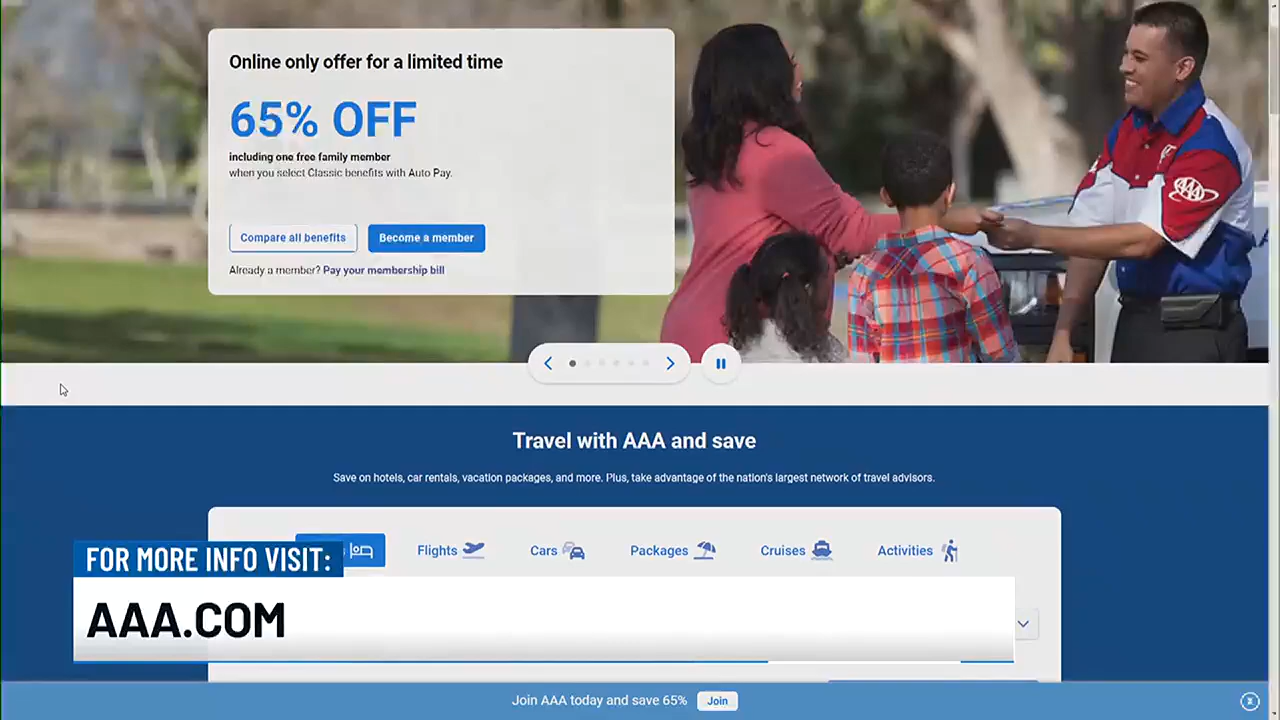 Online only offer for a limited time
65% OFF
including one free family member
when you select Classic benefits with Auto Pay.
Compare all benefits
Become a member
Already a member? Pay your membership bill
AAA
Travel with AAA and save
Save on hotels, car rentals, vacation packages, and more. Plus, take advantage of the nation's largest network of travel advisors.
Flights
Cars
Packages
Cruises
Activities
FOR MORE INFO VISIT:
AAA.COM
Join AAA today and save 65%
Join